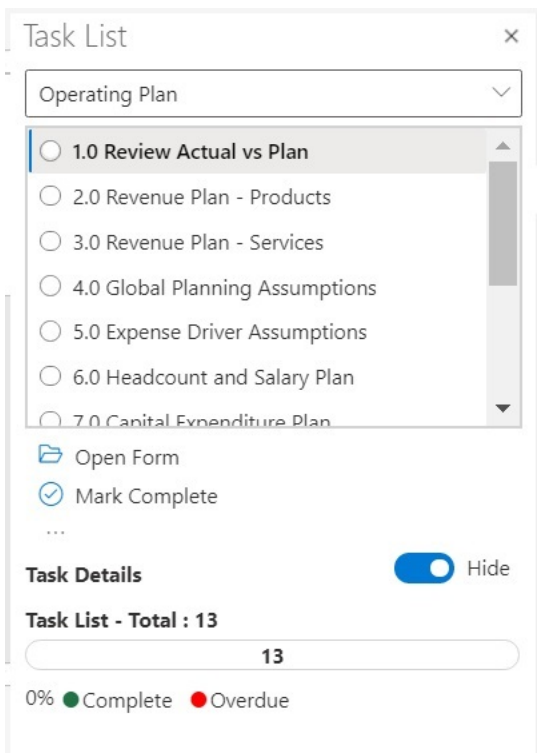 Task List
Operating Plan
1.0 Review Actual vs Plan
2.0 Revenue Plan - Products
3.0 Revenue Plan - Services
4.0 Global Planning Assumptions
5.0 Expense Driver Assumptions
6.0 Headcount and Salary Plan
7.0 Capital Expenditure Plan
Open Form
Mark Complete
...
Task Details Hide
Task List - Total : 13
13
0% Complete Overdue